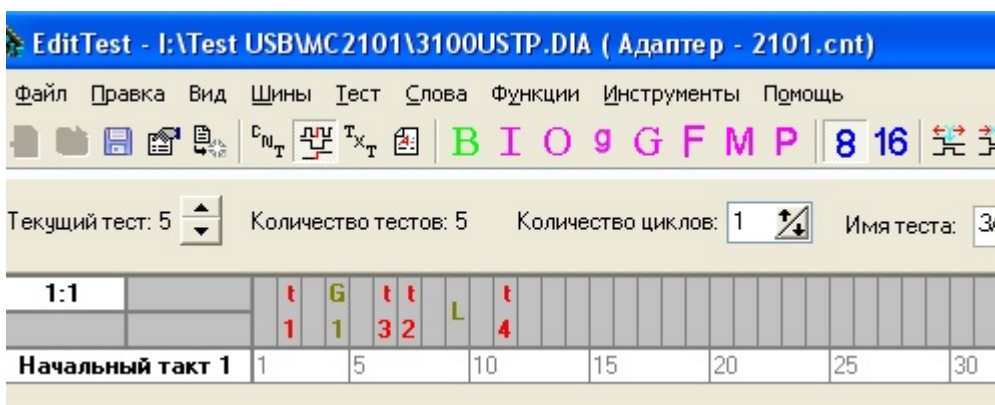 EditTest - I:\Test USB\MC2101\3100USTP.DIA ( Адаптер - 2101.cnt)
Файл Правка Вид Шины Тест Слова Функции Инструменты Помощь
CNT TXT B I O g G F M P 8 16
Текущий тест: 5 Количество тестов: 5 Количество циклов: 1 Имя теста:
1:1 t G t t L t
1 1 3 2 4
Начальный такт 1 1 5 10 15 20 25 30